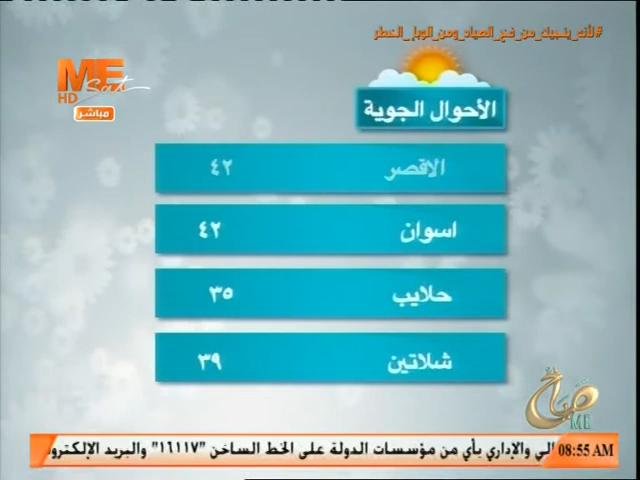 #لأنه_ينجيك_من_فخ_الصياد_ومن_الوبإ_الخطر
ME
Sat
HD
مباشر
الأحوال الجوية
الاقصر ٤٢
اسوان ٤٢
حلايب ٣٥
شلاتين ٣٩
صباح
ME
الي والإداري بأي من مؤسسات الدولة على الخط الساخن "١٦١١٧" والبريد الإلكترو
08:55 AM